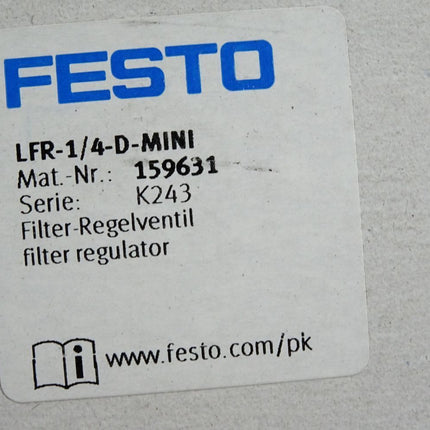 FESTO
LFR-1/4-D-MINI
Mat.-Nr.: 159631
Serie: K243
Filter-Regelventil
filter regulator
i www.festo.com/pk